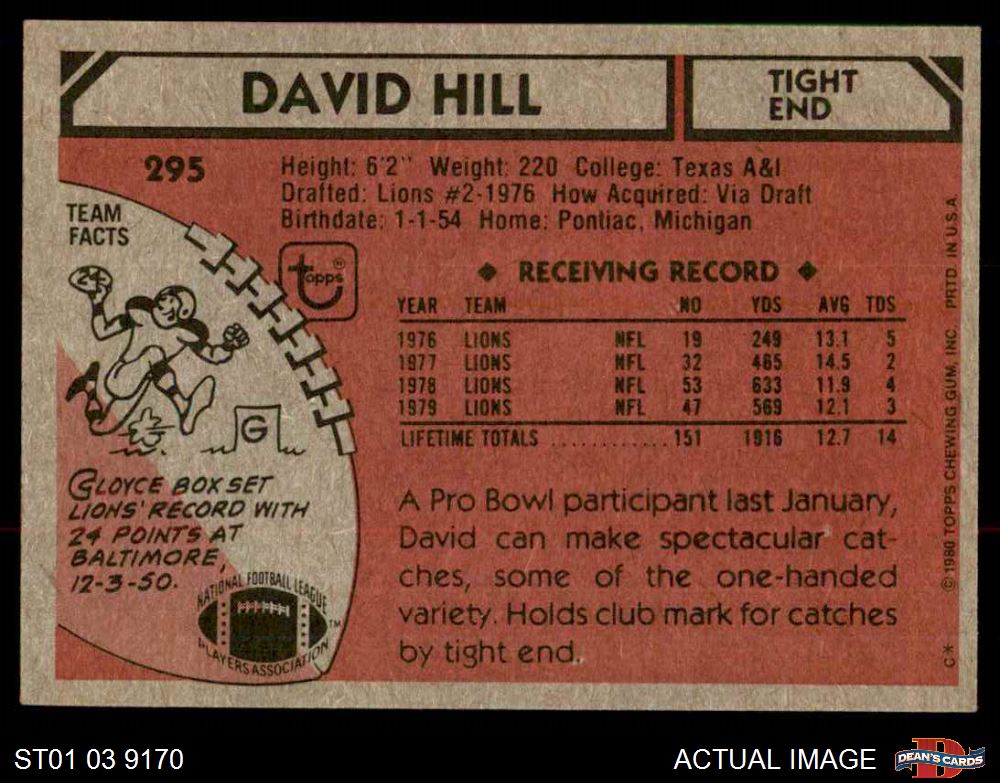 DAVID HILL
TIGHT
END
295
Height: 6'2" Weight: 220 College: Texas A&I
Drafted: Lions #2-1976 How Acquired: Via Draft
Birthdate: 1-1-54 Home: Pontiac, Michigan
TEAM
FACTS
24
G
GLOYCE BOX SET
LIONS' RECORD WITH
24 POINTS AT
BALTIMORE,
12-3-50.
NATIONAL FOOTBALL LEAGUE
PLAYERS ASSOCIATION
TM
Topps®
◆ RECEIVING RECORD ◆
YEAR TEAM NO YDS AVG TDS
1976 LIONS NFL 19 249 13.1 5
1977 LIONS NFL 32 465 14.5 2
1978 LIONS NFL 53 633 11.9 4
1979 LIONS NFL 47 569 12.1 3
LIFETIME TOTALS ............ 151 1916 12.7 14
A Pro Bowl participant last January,
David can make spectacular cat-
ches, some of the one-handed
variety. Holds club mark for catches
by tight end.
C* © 1980 TOPPS CHEWING GUM, INC. PRTD. IN U.S.A.
ST01 03 9170
ACTUAL IMAGE
D
DEAN'S CARDS